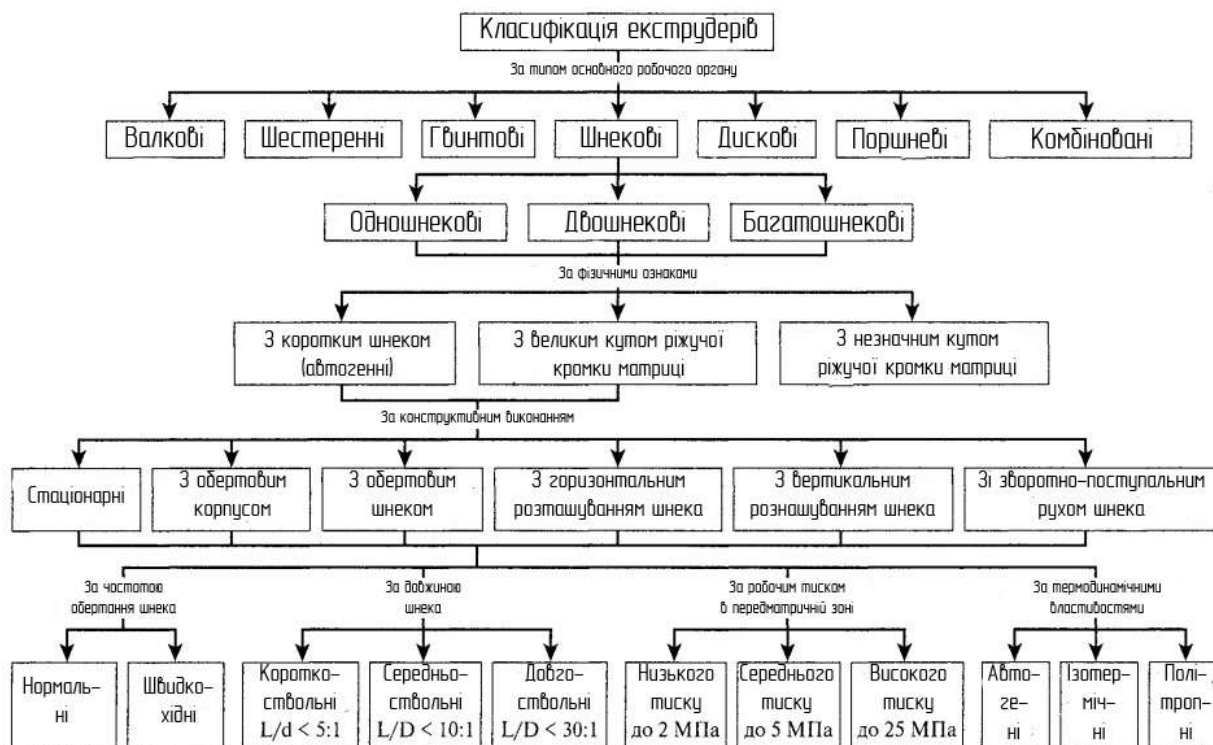 Класифікація екструдерів
За типом основного робочого органу
Валкові
Шестеренні
Гвинтові
Шнекові
Дискові
Поршневі
Комбіновані
Одношнекові
Двошнекові
Багатошнекові
За фізичними ознаками
З коротким шнеком
(автогенні)
З великим кутом ріжучої
кромки матриці
З незначним кутом
ріжучої кромки матриці
За конструктивним виконанням
Стаціонарні
З обертовим
корпусом
З обертовим
шнеком
З горизонтальним
розташуванням шнека
З вертикальним
рознашуванням шнека
Зі зворотно-поступальним
рухом шнека
За частотою
обертання шнека
За довжиною
шнека
За робочим тиском
в передматричній зоні
За термодинамічними
властивостями
Нормаль-
ні
Швидко-
хідні
Коротко-
ствольні
L/d < 5:1
Середньо-
ствольні
L/D < 10:1
Довго-
ствольні
L/D < 30:1
Низького
тиску
до 2 МПа
Середнього
тиску
до 5 МПа
Високого
тиску
до 25 МПа
Авто-
ге-
ні
Ізотер-
міч-
ні
Полі-
троп-
ні